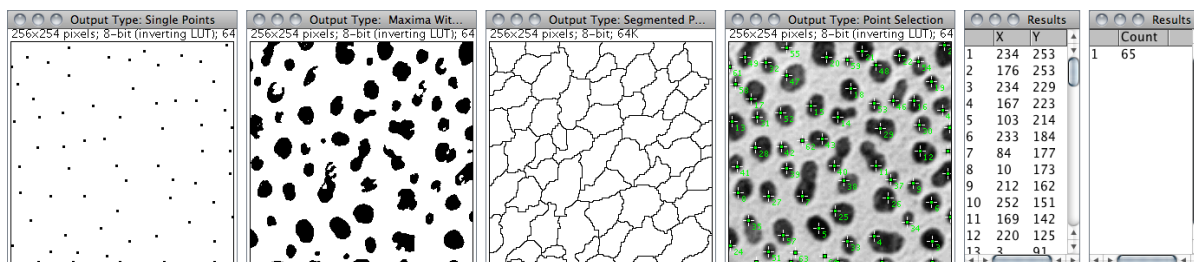 Output Type: Single Points
256x254 pixels; 8-bit (inverting LUT); 64
Output Type: Maxima Wit...
256x254 pixels; 8-bit (inverting LUT); 64
Output Type: Segmented P...
256x254 pixels; 8-bit; 64K
Output Type: Point Selection
256x254 pixels; 8-bit (inverting LUT); 64
Results
X Y
1 234 253
2 176 253
3 234 229
4 167 223
5 103 214
6 233 184
7 84 177
8 10 173
9 212 162
10 252 151
11 169 142
12 220 125
13 3 91
Results
Count
1 65